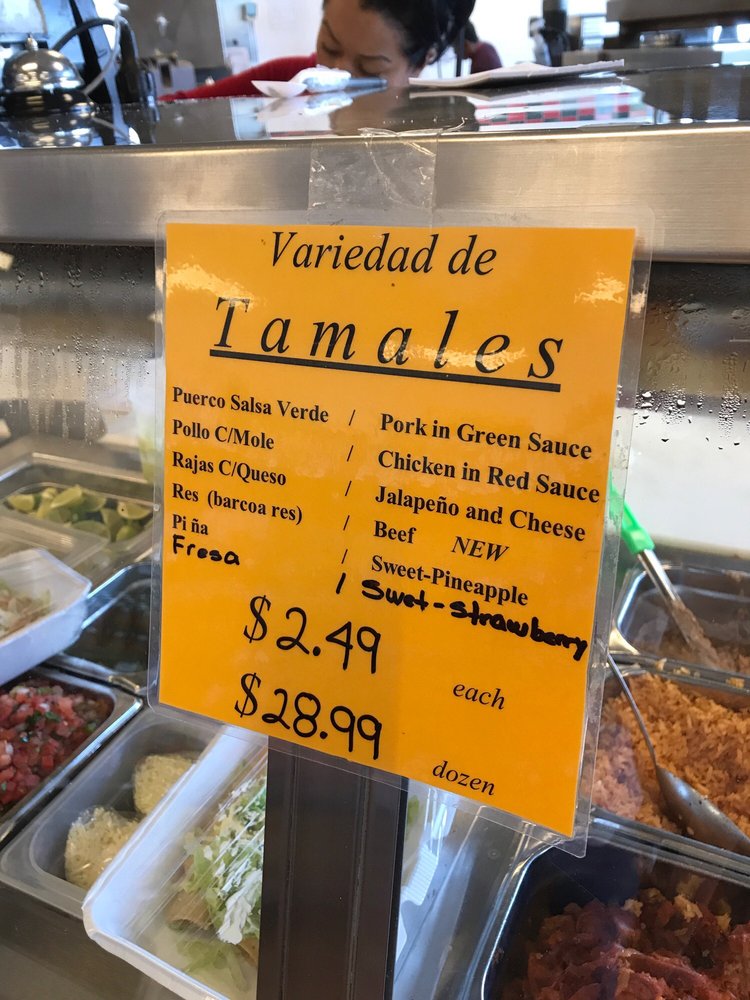 Variedad de
Tamales
Puerco Salsa Verde / Pork in Green Sauce
Pollo C/Mole / Chicken in Red Sauce
Rajas C/Queso / Jalapeño and Cheese
Res (barcoa res) / Beef NEW
Pi ña / Sweet-Pineapple
Fresa / Swet-Strawberry
$2.49 each
$28.99 dozen